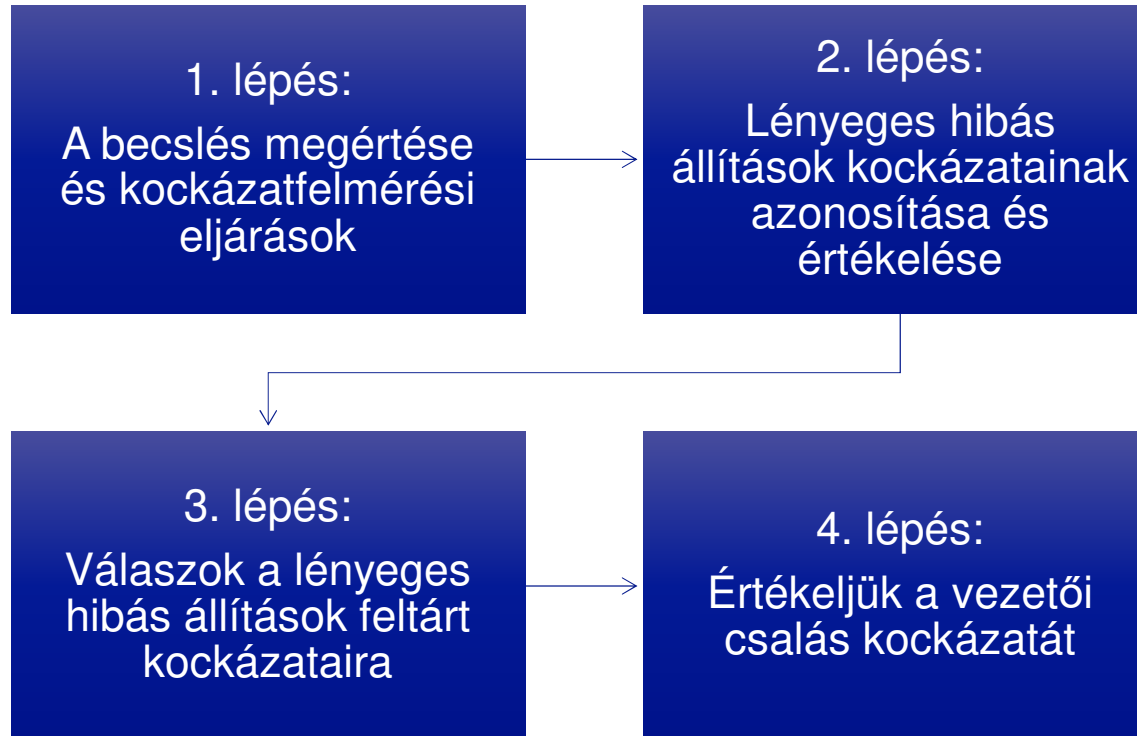 1. lépés:
A becslés megértése
és kockázatfelmérési
eljárások
2. lépés:
Lényeges hibás
állítások kockázatainak
azonosítása és
értékelése
3. lépés:
Válaszok a lényeges
hibás állítások feltárt
kockázataira
4. lépés:
Értékeljük a vezetői
csalás kockázatát